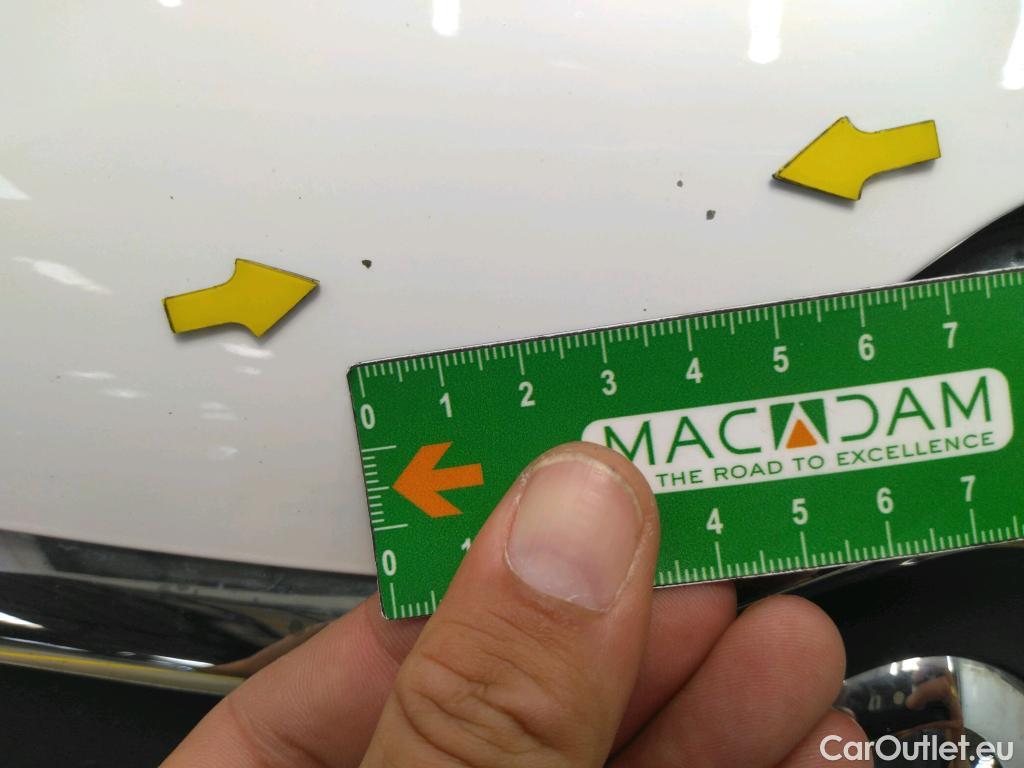 0 1 2 3 4 5 6 7
MACADAM
THE ROAD TO EXCELLENCE
0 1 4 5 6 7
CarOutlet.eu